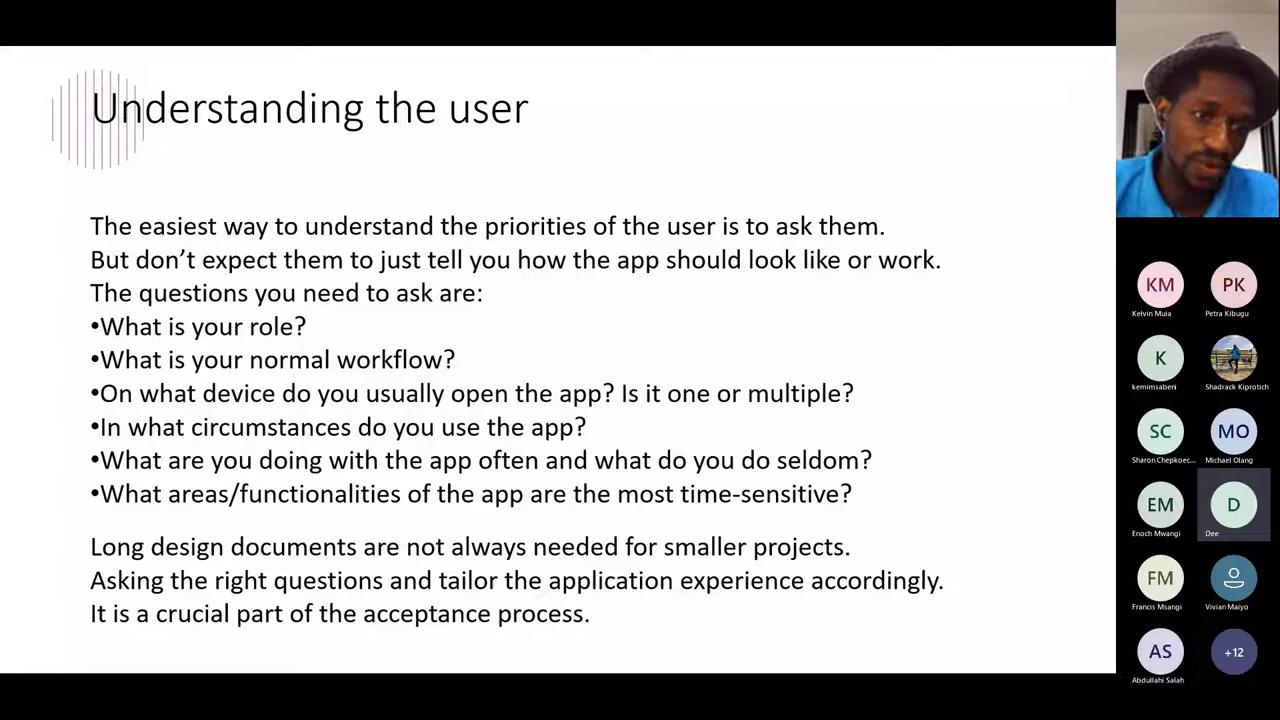 Understanding the user
The easiest way to understand the priorities of the user is to ask them.
But don’t expect them to just tell you how the app should look like or work.
The questions you need to ask are:
•What is your role?
•What is your normal workflow?
•On what device do you usually open the app? Is it one or multiple?
•In what circumstances do you use the app?
•What are you doing with the app often and what do you do seldom?
•What areas/functionalities of the app are the most time-sensitive?
Long design documents are not always needed for smaller projects.
Asking the right questions and tailor the application experience accordingly.
It is a crucial part of the acceptance process.
KM
Kelvin Muia
PK
Petra Kibugu
K
kemimsabeni
Shadrack Kiprotich
SC
Sharon Chepkoec...
MO
Michael Olang
EM
Enoch Mwangi
D
Dee
FM
Francis Msangi
Vivian Maiyo
AS
Abdullahi Salah
+12